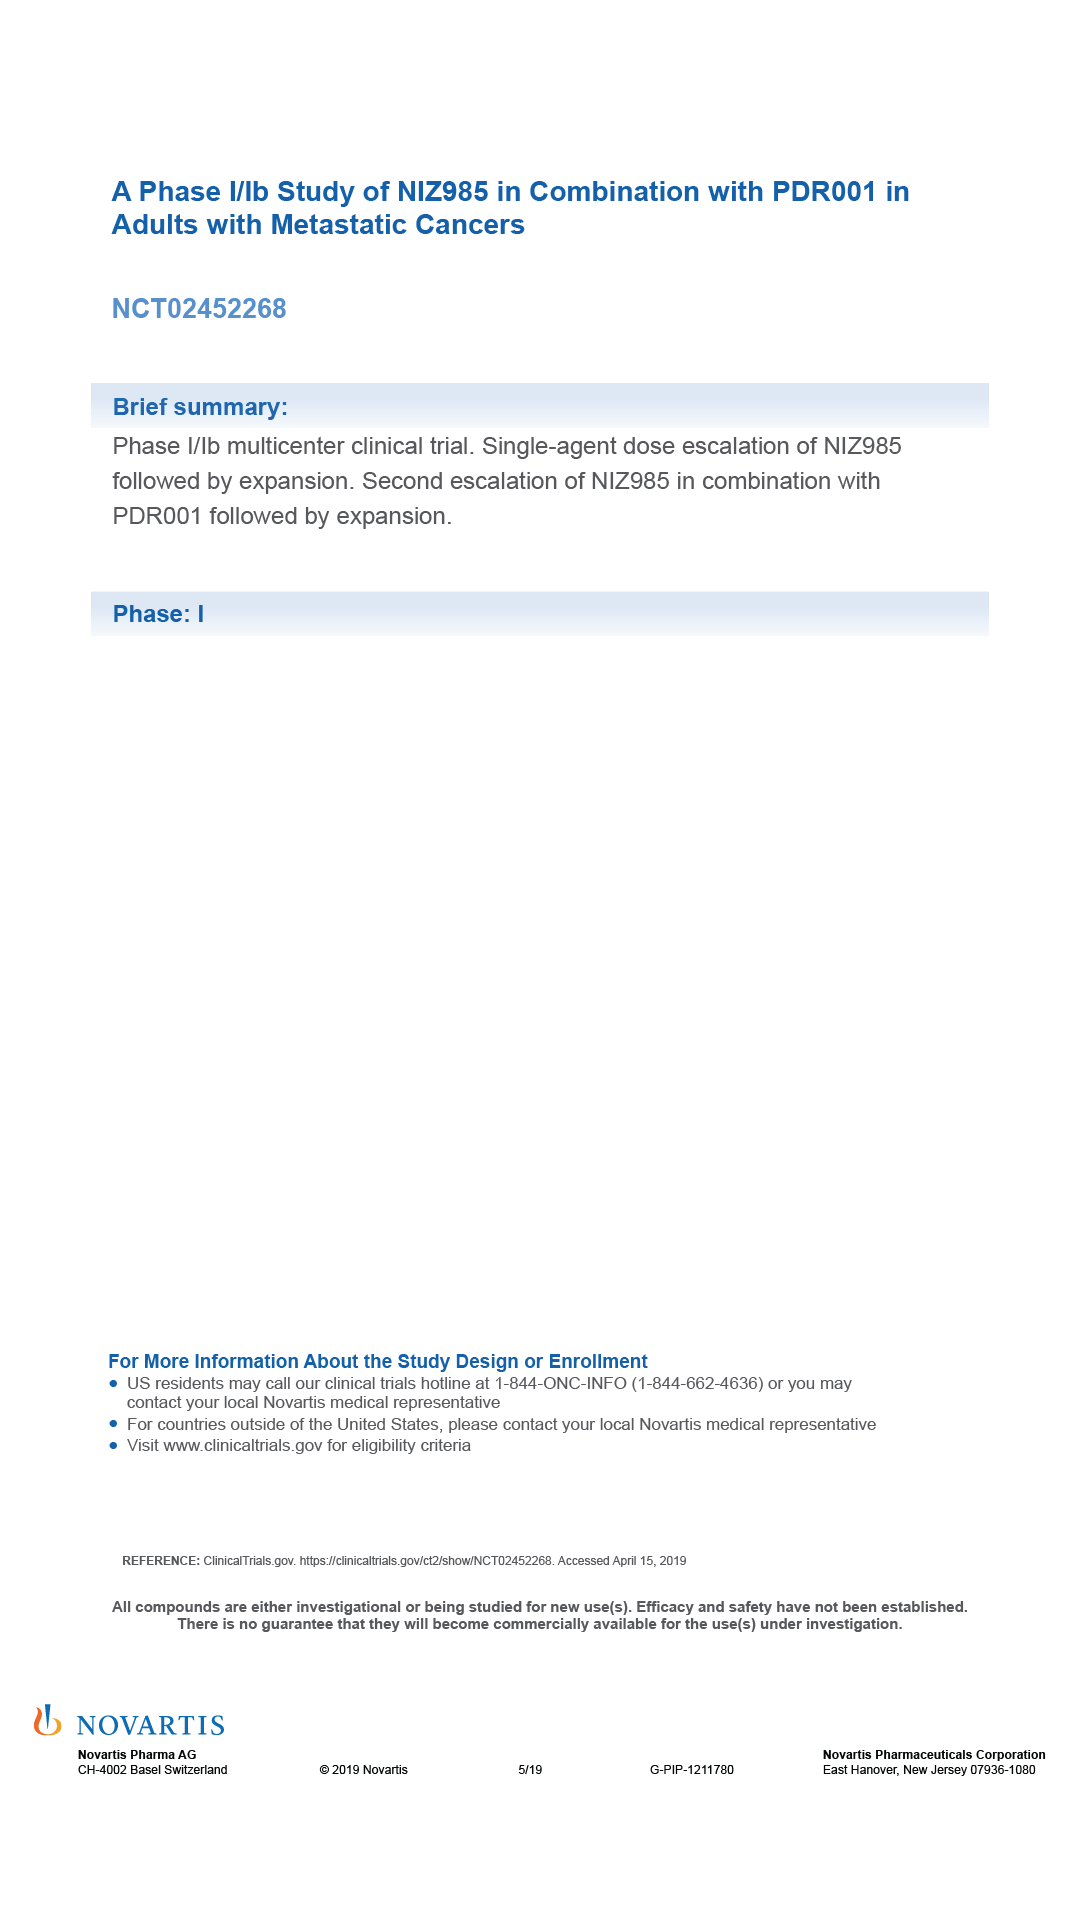 A Phase I/Ib Study of NIZ985 in Combination with PDR001 in
Adults with Metastatic Cancers
NCT02452268
Brief summary:
Phase I/Ib multicenter clinical trial. Single-agent dose escalation of NIZ985
followed by expansion. Second escalation of NIZ985 in combination with
PDR001 followed by expansion.
Phase: I
For More Information About the Study Design or Enrollment
● US residents may call our clinical trials hotline at 1-844-ONC-INFO (1-844-662-4636) or you may
contact your local Novartis medical representative
● For countries outside of the United States, please contact your local Novartis medical representative
● Visit www.clinicaltrials.gov for eligibility criteria
REFERENCE: ClinicalTrials.gov. https://clinicaltrials.gov/ct2/show/NCT02452268. Accessed April 15, 2019
All compounds are either investigational or being studied for new use(s). Efficacy and safety have not been established.
There is no guarantee that they will become commercially available for the use(s) under investigation.
NOVARTIS
Novartis Pharma AG Novartis Pharmaceuticals Corporation
CH-4002 Basel Switzerland © 2019 Novartis 5/19 G-PIP-1211780 East Hanover, New Jersey 07936-1080